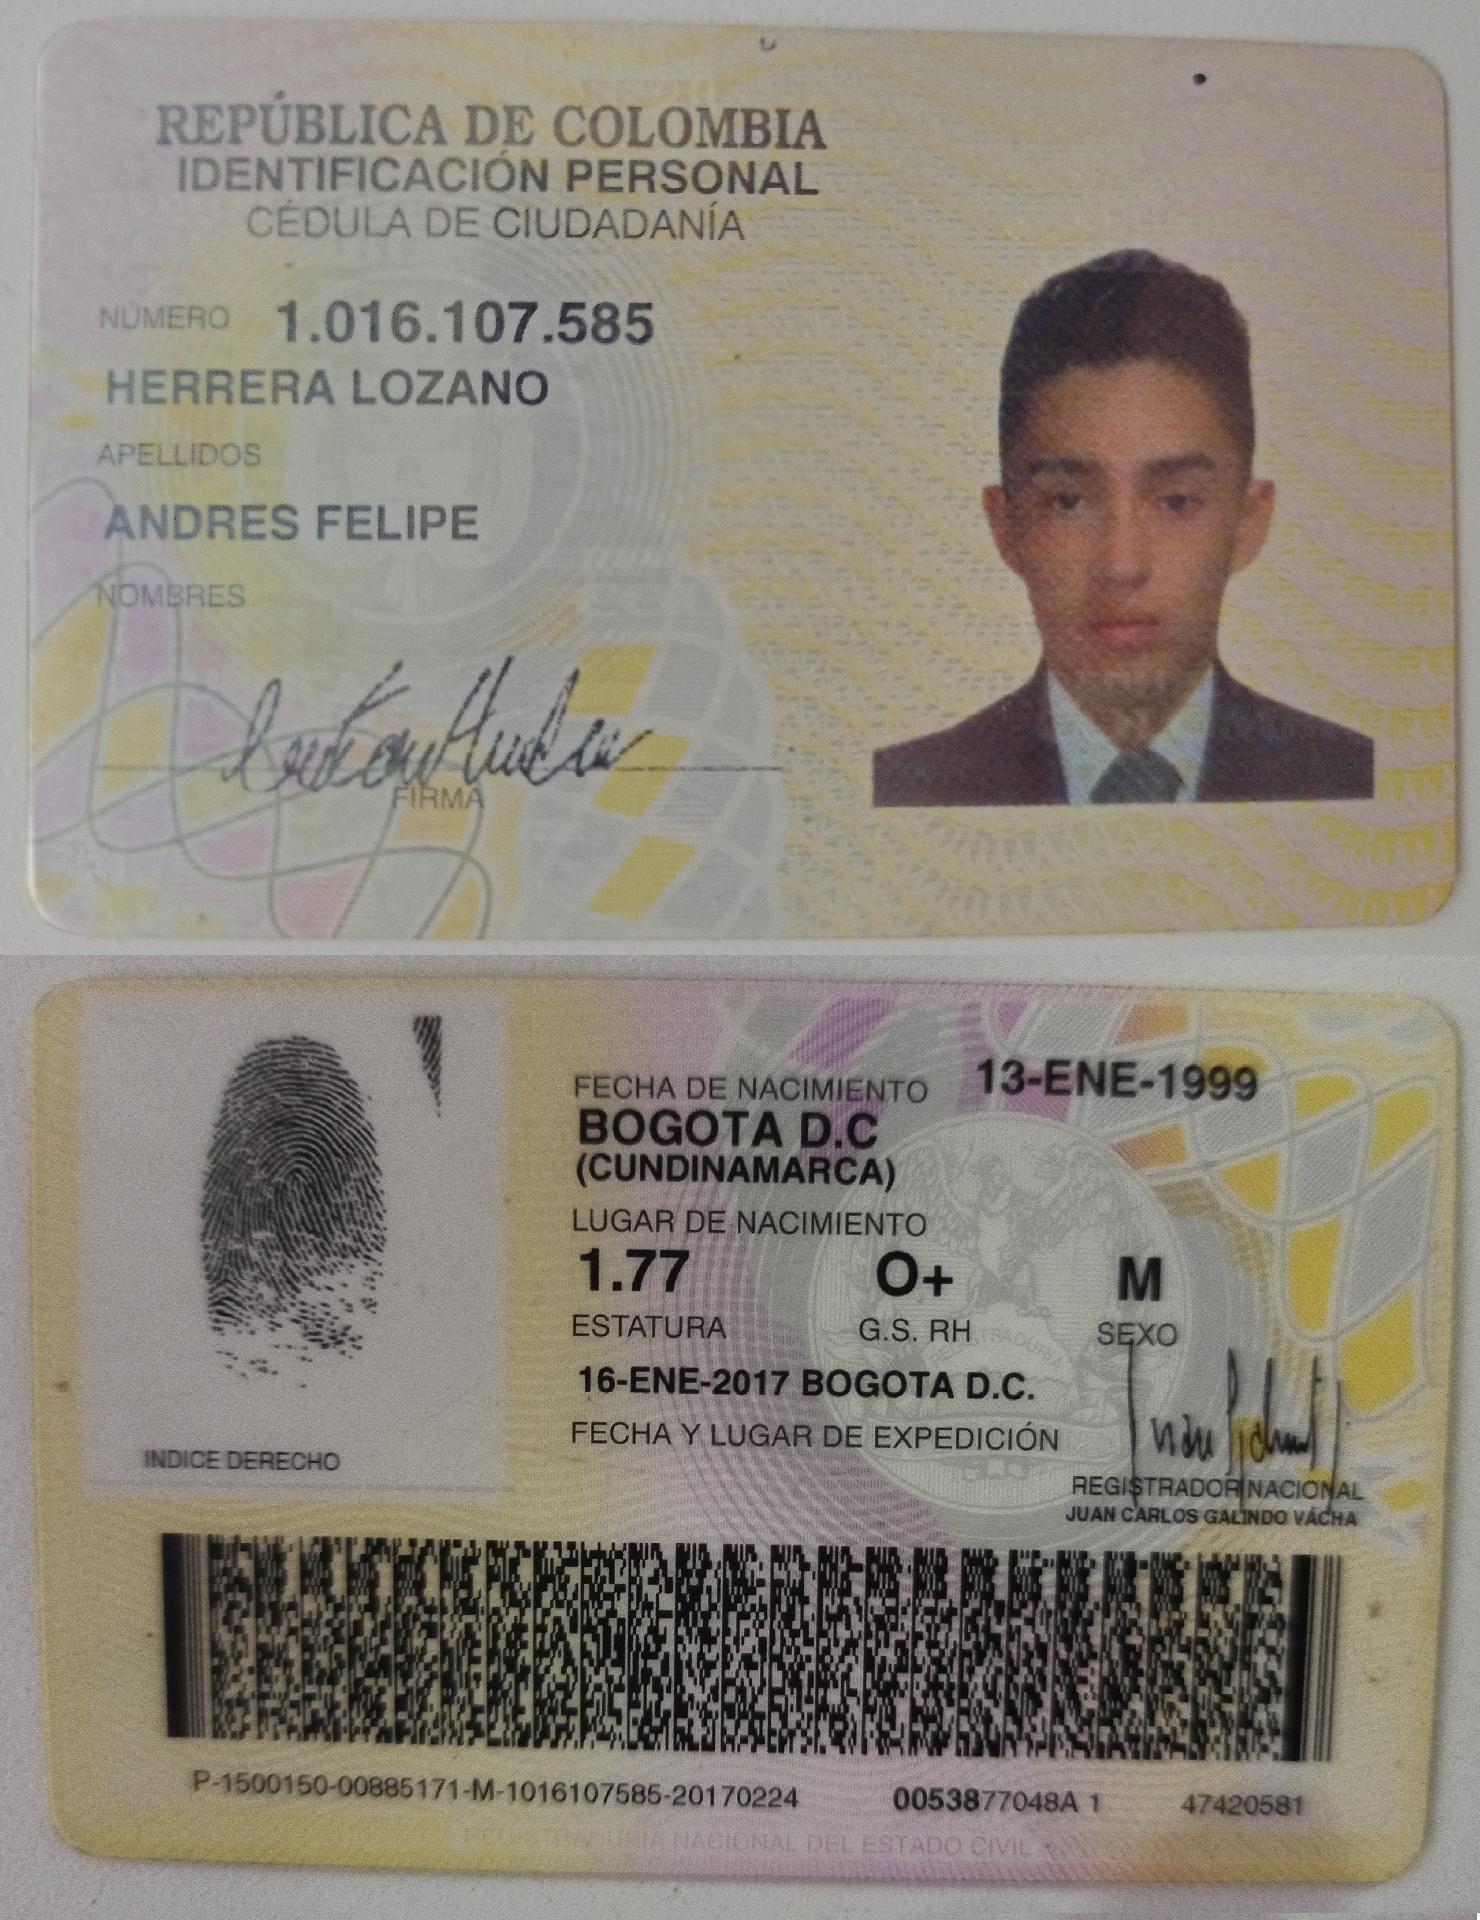 REPÚBLICA DE COLOMBIA
IDENTIFICACIÓN PERSONAL
CÉDULA DE CIUDADANÍA
NÚMERO 1.016.107.585
HERRERA LOZANO
APELLIDOS
ANDRES FELIPE
NOMBRES
FIRMA
FECHA DE NACIMIENTO 13-ENE-1999
BOGOTA D.C
(CUNDINAMARCA)
LUGAR DE NACIMIENTO
1.77 O+ M
ESTATURA G.S. RH SEXO
16-ENE-2017 BOGOTA D.C.
FECHA Y LUGAR DE EXPEDICIÓN
INDICE DERECHO
REGISTRADOR NACIONAL
JUAN CARLOS GALINDO VÁCHA
P-1500150-00885171-M-1016107585-20170224 0053877048A 1 47420581
REGISTRADURIA NACIONAL DEL ESTADO CIVIL